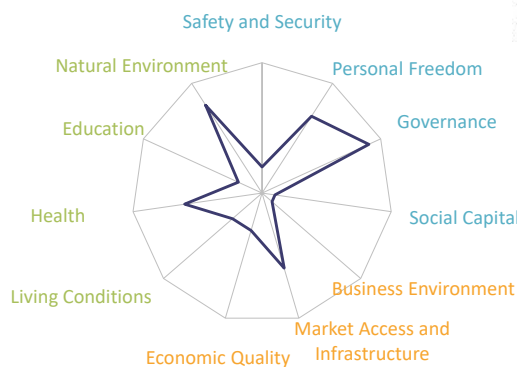 Safety and Security
Natural Environment
Personal Freedom
Education
Governance
Health
Social Capital
Living Conditions
Business Environment
Market Access and
Infrastructure
Economic Quality